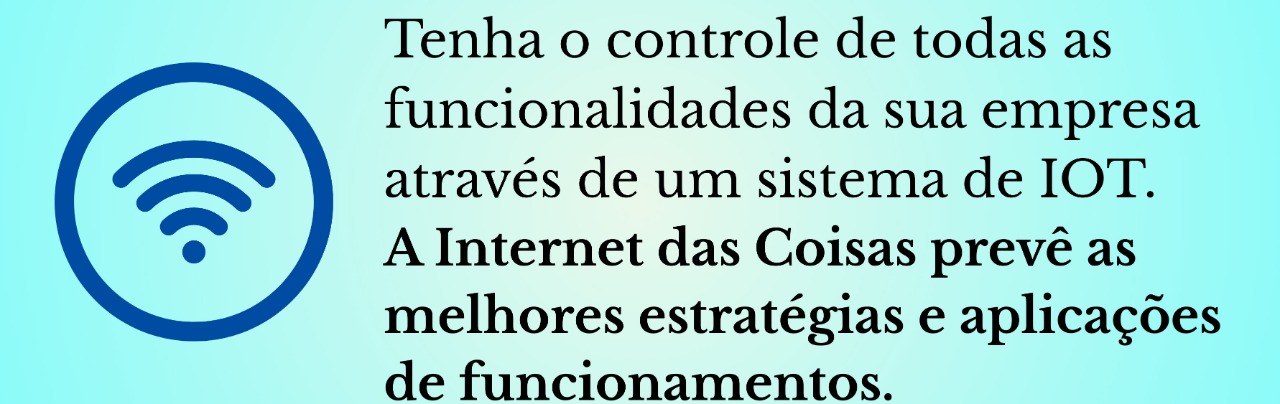 Tenha o controle de todas as
funcionalidades da sua empresa
através de um sistema de IOT.
A Internet das Coisas prevê as
melhores estratégias e aplicações
de funcionamentos.